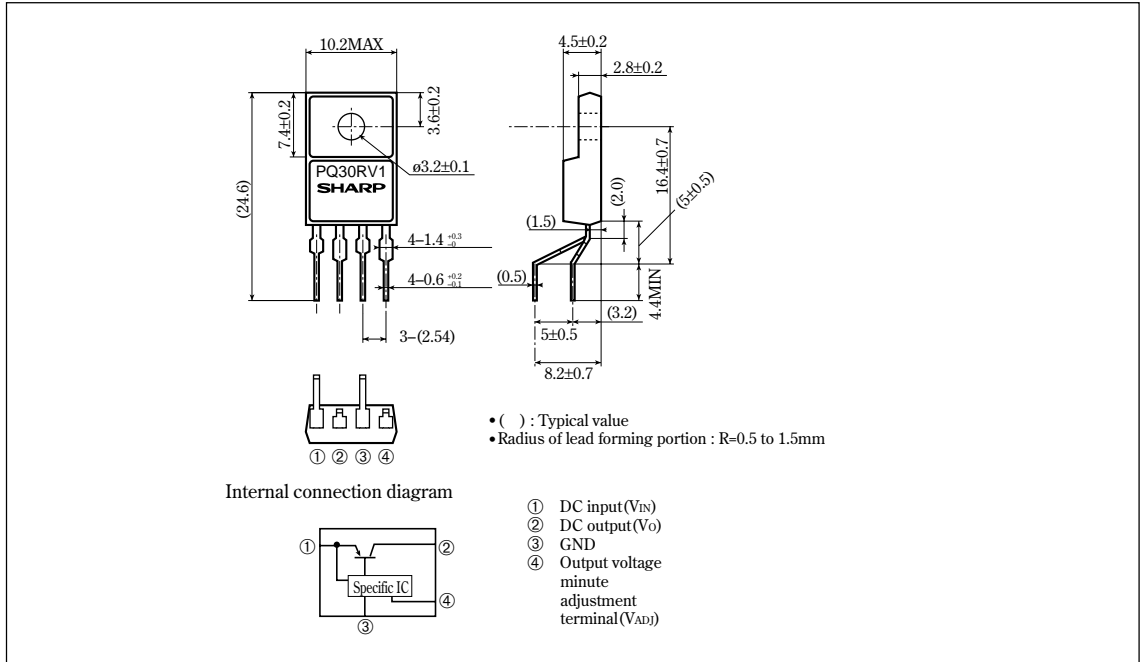 10.2MAX
4.5±0.2
2.8±0.2
7.4±0.2
3.6±0.2
(24.6)
ø3.2±0.1
PQ30RV1
SHARP
16.4±0.7
(2.0)
(5±0.5)
(1.5)
4–1.4 +0.3 –0
4–0.6 +0.2 –0.1
(0.5)
4.4MIN
(3.2)
3–(2.54)
5±0.5
8.2±0.7
• ( ) : Typical value
• Radius of lead forming portion : R=0.5 to 1.5mm
① ② ③ ④
Internal connection diagram
① DC input(VIN)
② DC output(VO)
③ GND
④ Output voltage
minute
adjustment
terminal(VADJ)
①
②
Specific IC
④
③